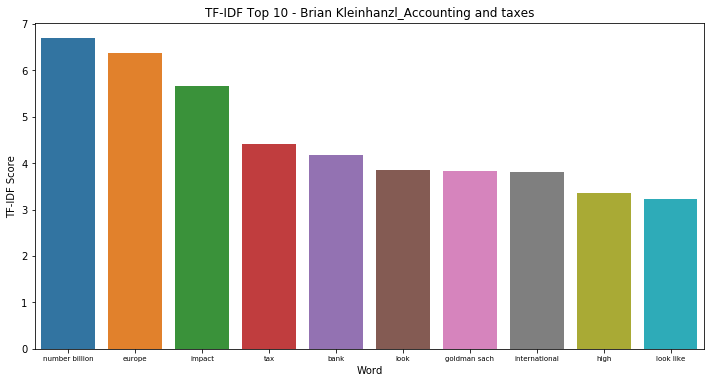 TF-IDF Top 10 - Brian Kleinhanzl_Accounting and taxes
TF-IDF Score
7
6
5
4
3
2
1
0
number billion europe impact tax bank look goldman sach international high look like
Word